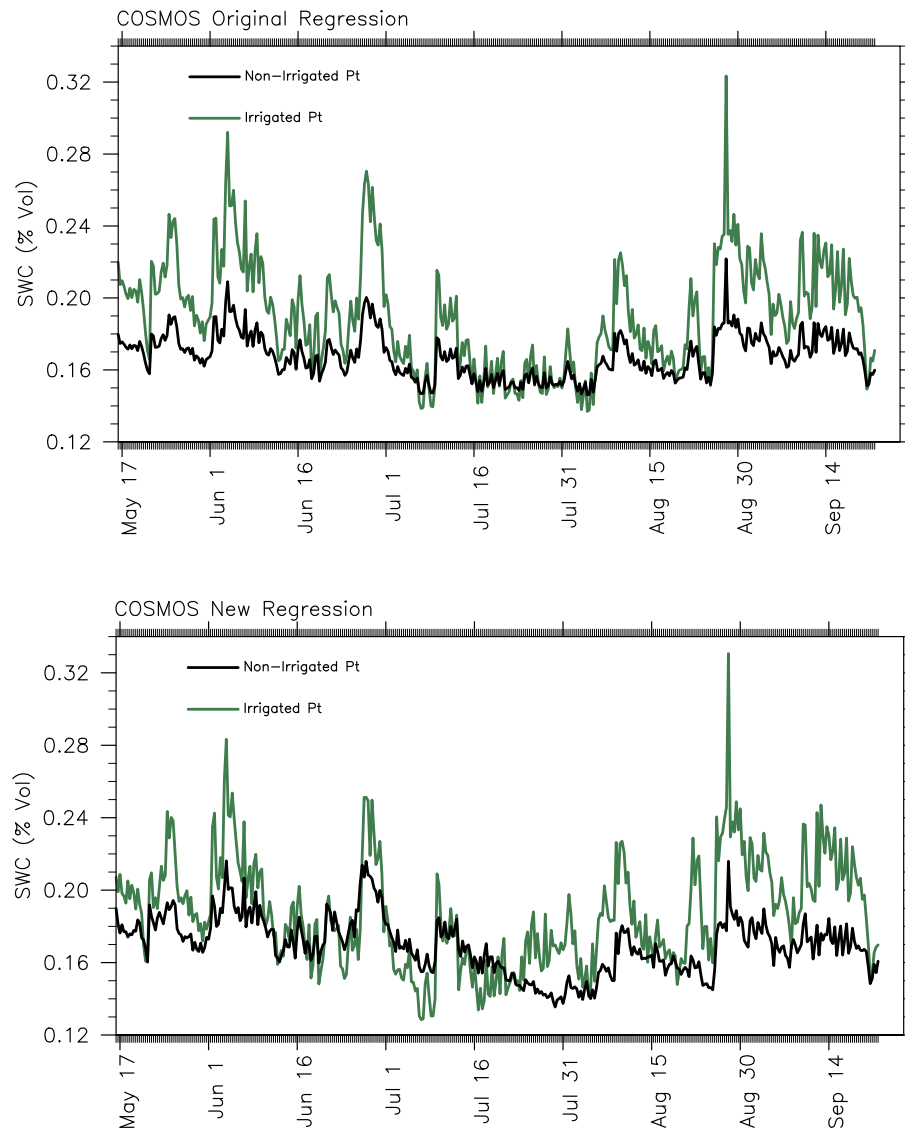 COSMOS Original Regression
Non-Irrigated Pt
Irrigated Pt
SWC (% Vol)
0.32
0.28
0.24
0.20
0.16
0.12
May 17
Jun 1
Jun 16
Jul 1
Jul 16
Jul 31
Aug 15
Aug 30
Sep 14
COSMOS New Regression
Non-Irrigated Pt
Irrigated Pt
SWC (% Vol)
0.32
0.28
0.24
0.20
0.16
0.12
May 17
Jun 1
Jun 16
Jul 1
Jul 16
Jul 31
Aug 15
Aug 30
Sep 14